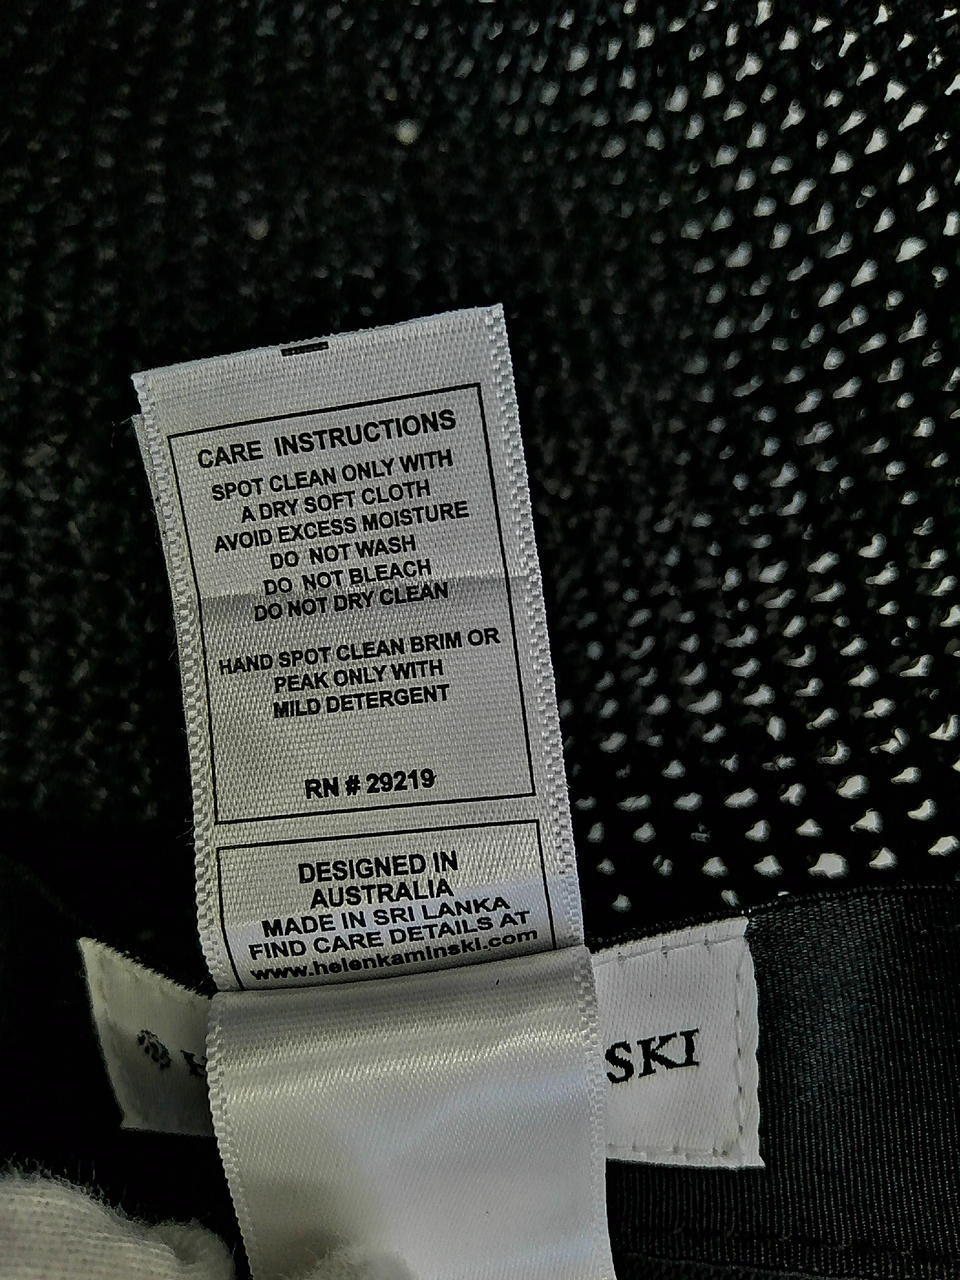 CARE INSTRUCTIONS
SPOT CLEAN ONLY WITH
A DRY SOFT CLOTH
AVOID EXCESS MOISTURE
DO NOT WASH
DO NOT BLEACH
DO NOT DRY CLEAN
HAND SPOT CLEAN BRIM OR
PEAK ONLY WITH
MILD DETERGENT
RN # 29219
DESIGNED IN
AUSTRALIA
MADE IN SRI LANKA
FIND CARE DETAILS AT
www.helenkaminski.com
SKI